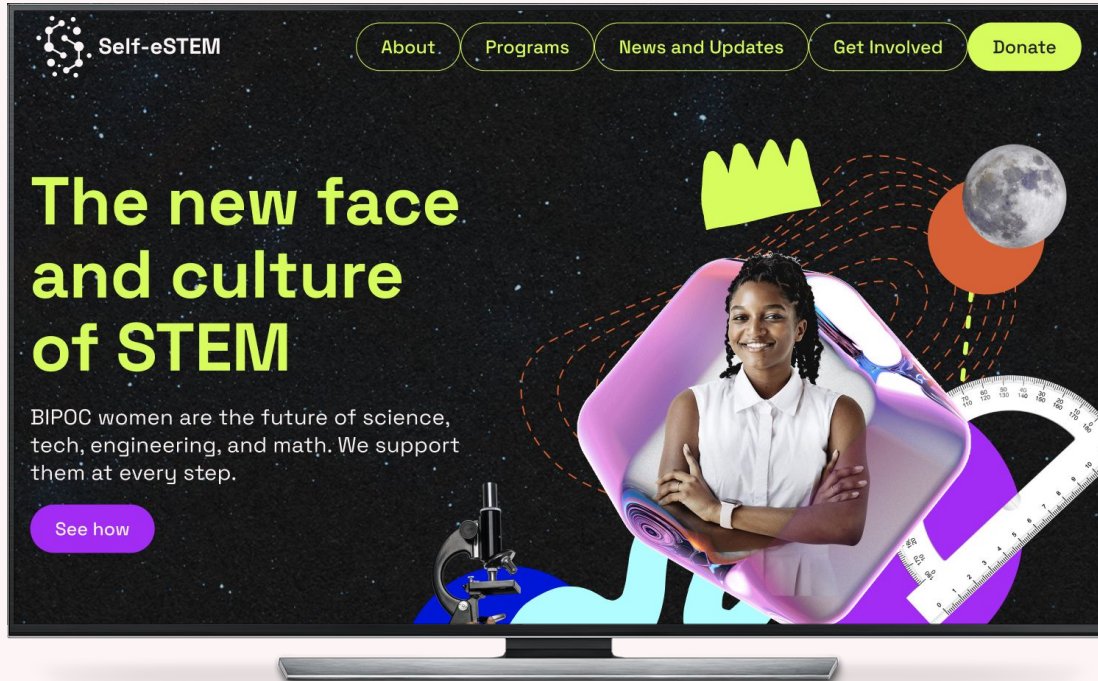 Self-eSTEM
About
Programs
News and Updates
Get Involved
Donate
The new face
and culture
of STEM
BIPOC women are the future of science,
tech, engineering, and math. We support
them at every step.
See how